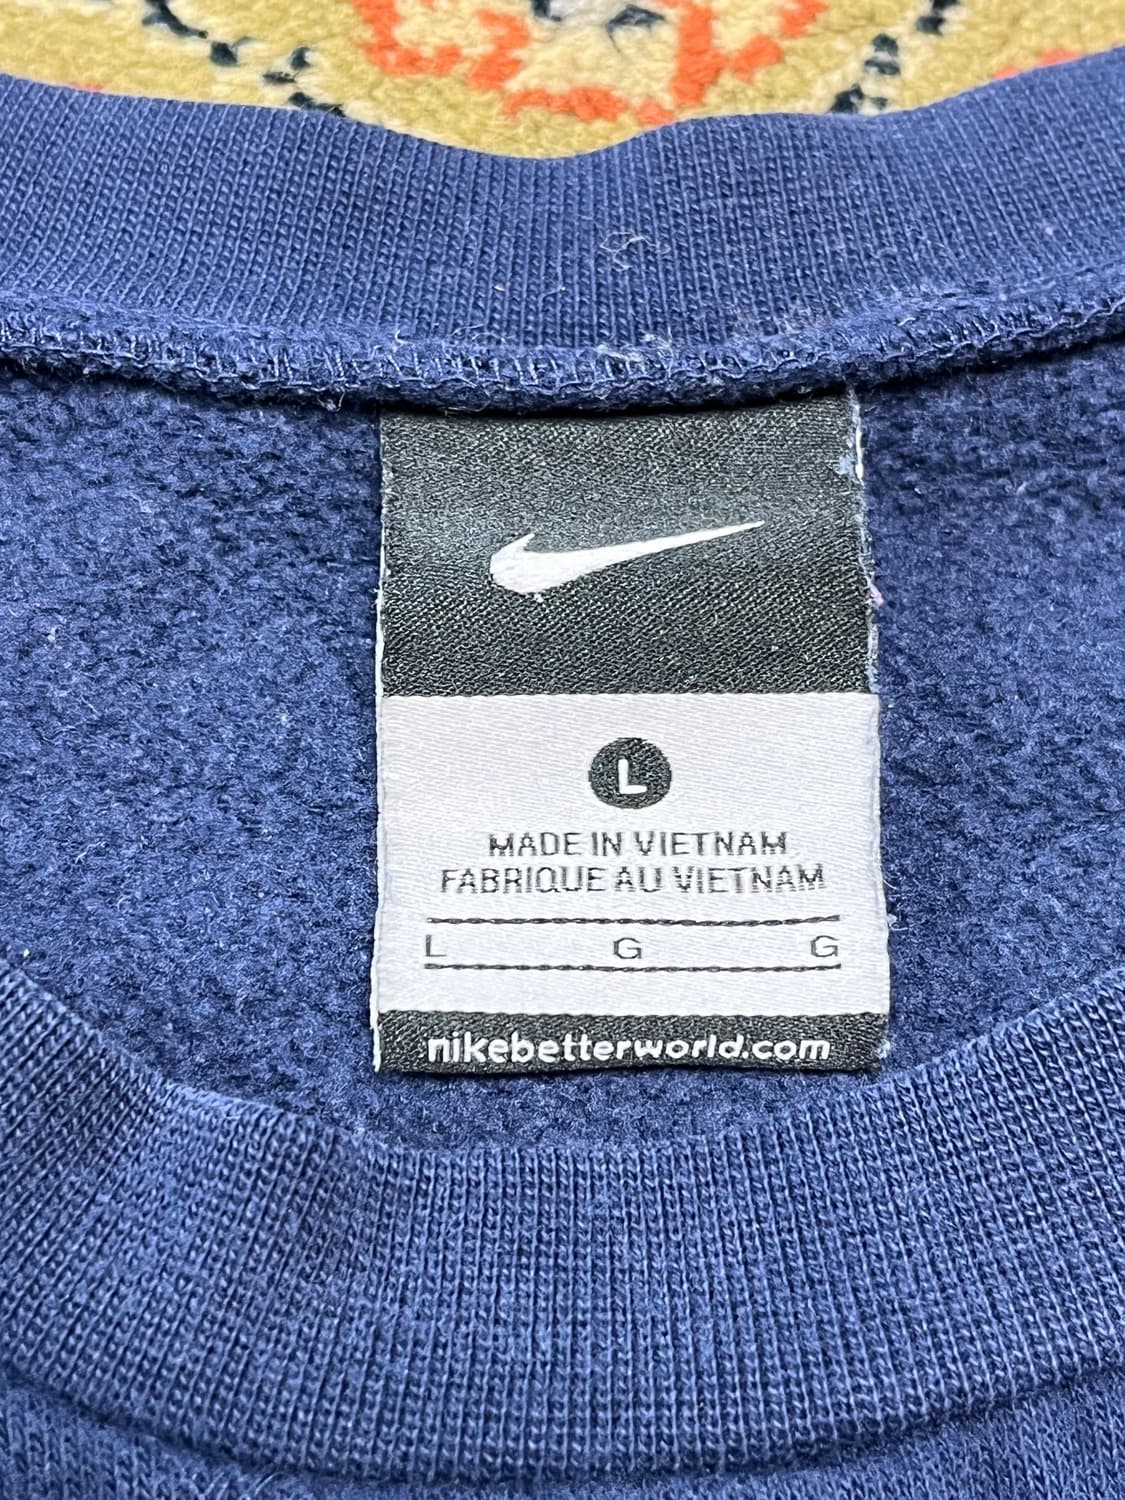 L
MADE IN VIETNAM
FABRIQUE AU VIETNAM
L G G
nikebetterworld.com